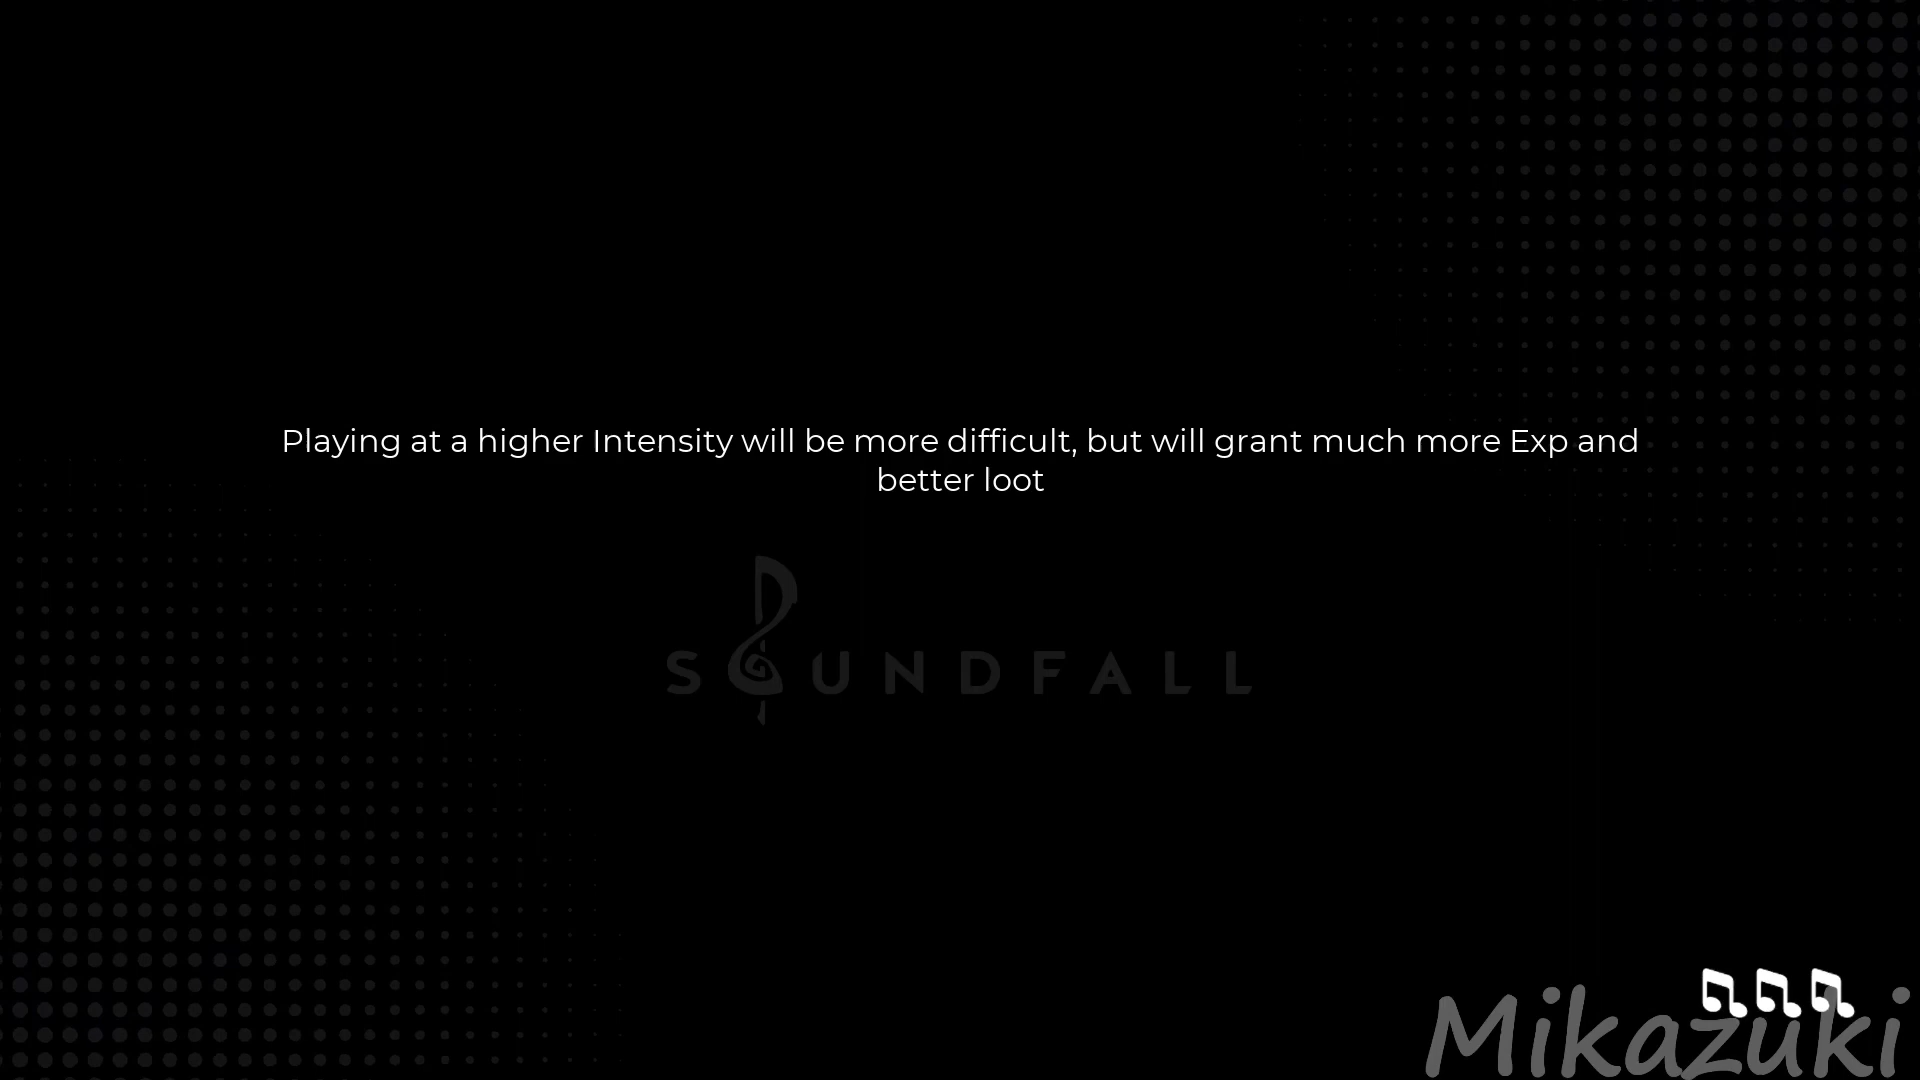 Playing at a higher Intensity will be more difficult, but will grant much more Exp and
better loot
SOUNDFALL
Mikazuki